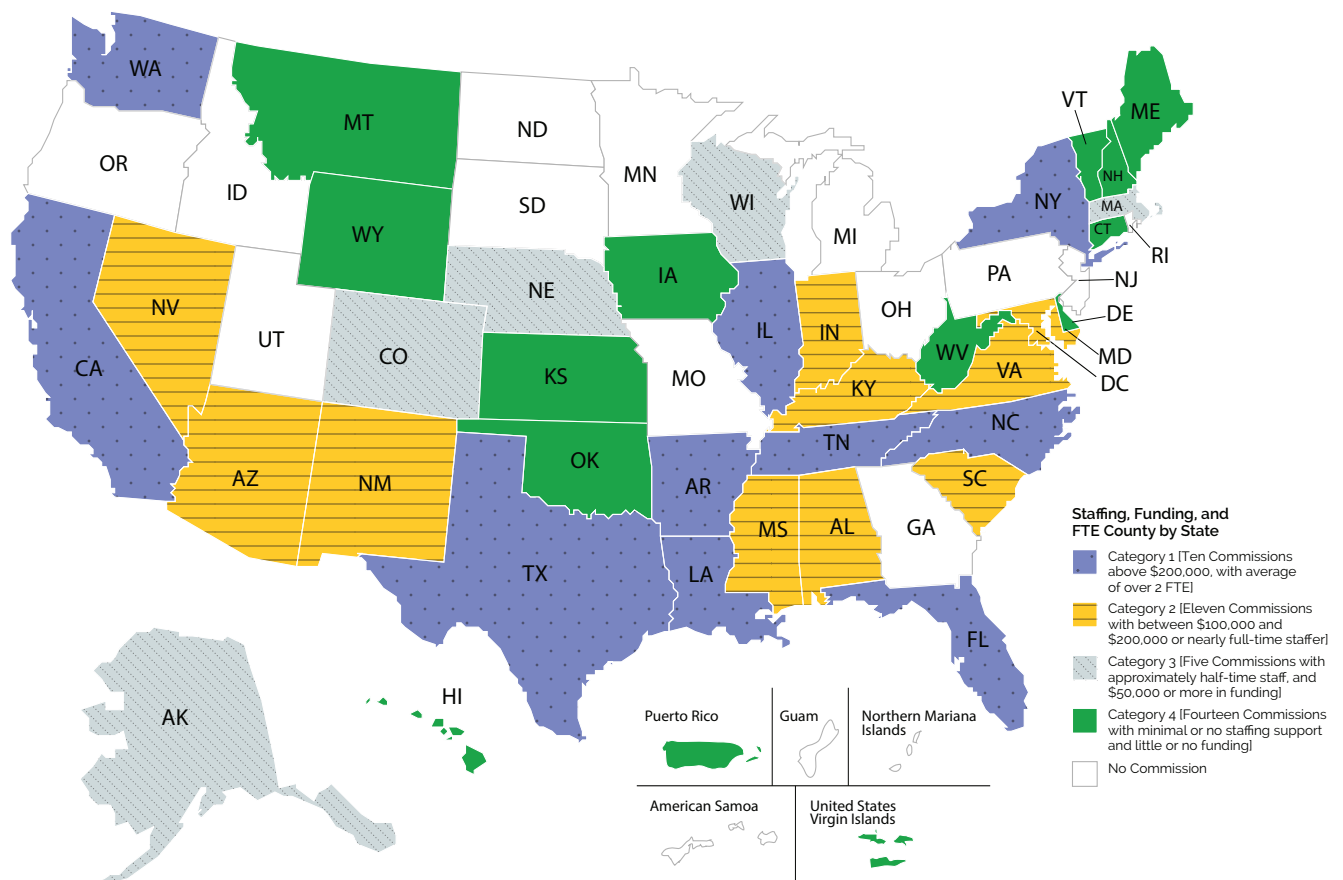 WA
MT
ND
MN
VT
ME
OR
ID
SD
WI
NH
NY
MA
CT
MI
RI
WY
PA
NJ
IA
NE
OH
DE
NV
IN
IL
UT
CO
WV
MD
VA
DC
CA
KS
MO
KY
NC
TN
AZ
NM
OK
AR
SC
MS
AL
GA
TX
LA
FL
HI
AK
Puerto Rico
Guam
Northern Mariana
Islands
American Samoa
United States
Virgin Islands
Staffing, Funding, and
FTE County by State
Category 1 [Ten Commissions
above $200,000, with average
of over 2 FTE]
Category 2 [Eleven Commissions
with between $100,000 and
$200,000 or nearly full-time staffer]
Category 3 [Five Commissions with
approximately half-time staff, and
$50,000 or more in funding]
Category 4 [Fourteen Commissions
with minimal or no staffing support
and little or no funding]
No Commission